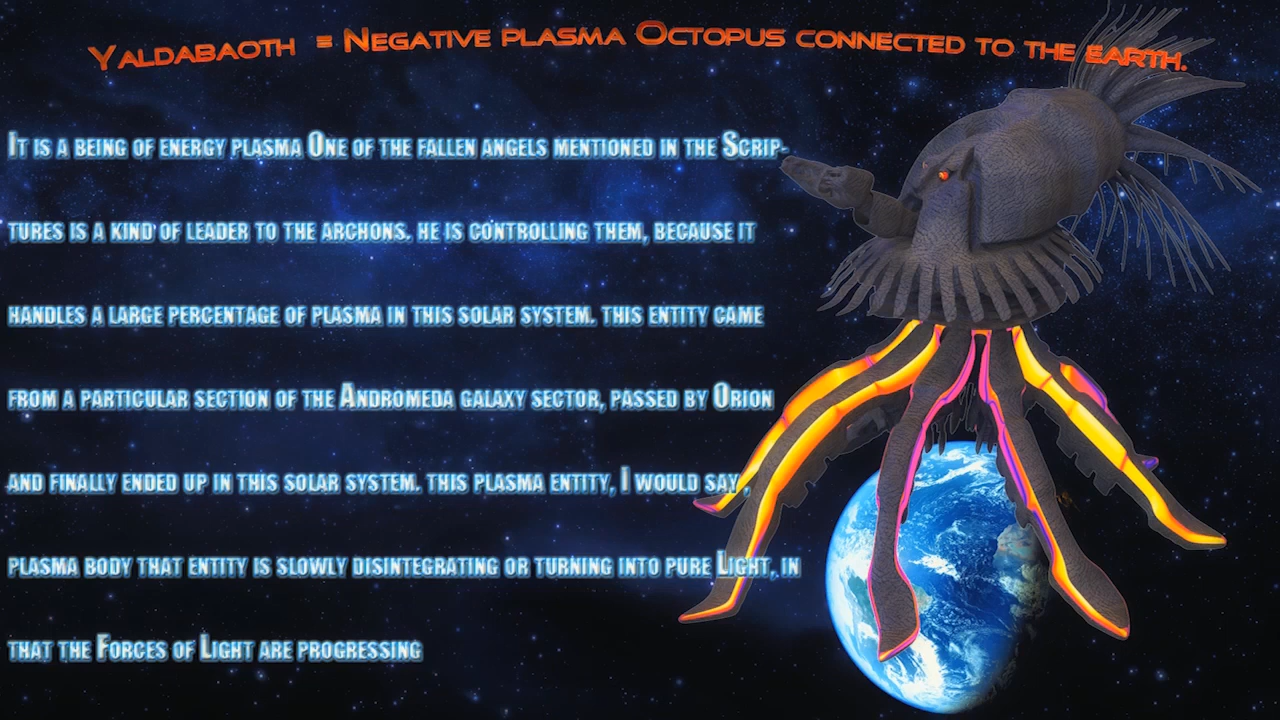 Yaldabaoth = Negative plasma Octopus connected to the earth.
It is a being of energy plasma One of the fallen angels mentioned in the Scrip-
tures is a kind of leader to the archons. he is controlling them, because it
handles a large percentage of plasma in this solar system. this entity came
from a particular section of the Andromeda galaxy sector, passed by Orion
and finally ended up in this solar system. this plasma entity, I would say ,
plasma body that entity is slowly disintegrating or turning into pure Light, in
that the Forces of Light are progressing